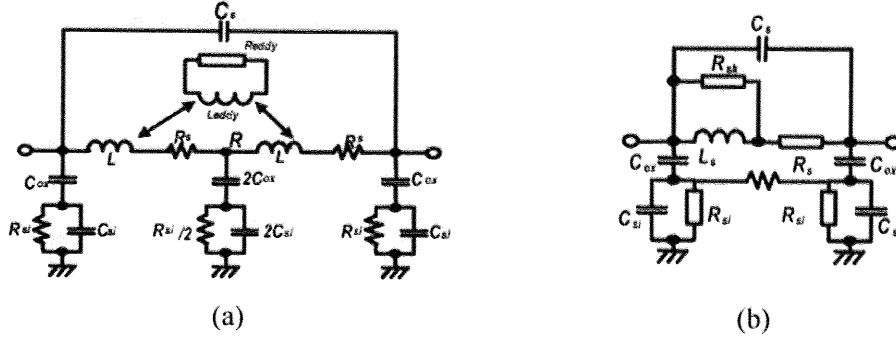 Cs
Reddy
Leddy
L
Rs
R
L
Rs
Cox
2Cox
Cox
Rsi
Csi
Rsi/2
2Csi
Rsi
Csi
(a)
Cs
Rsk
Cox
Ls
Rs
Cox
Csi
Rsi
Rsi
(b)